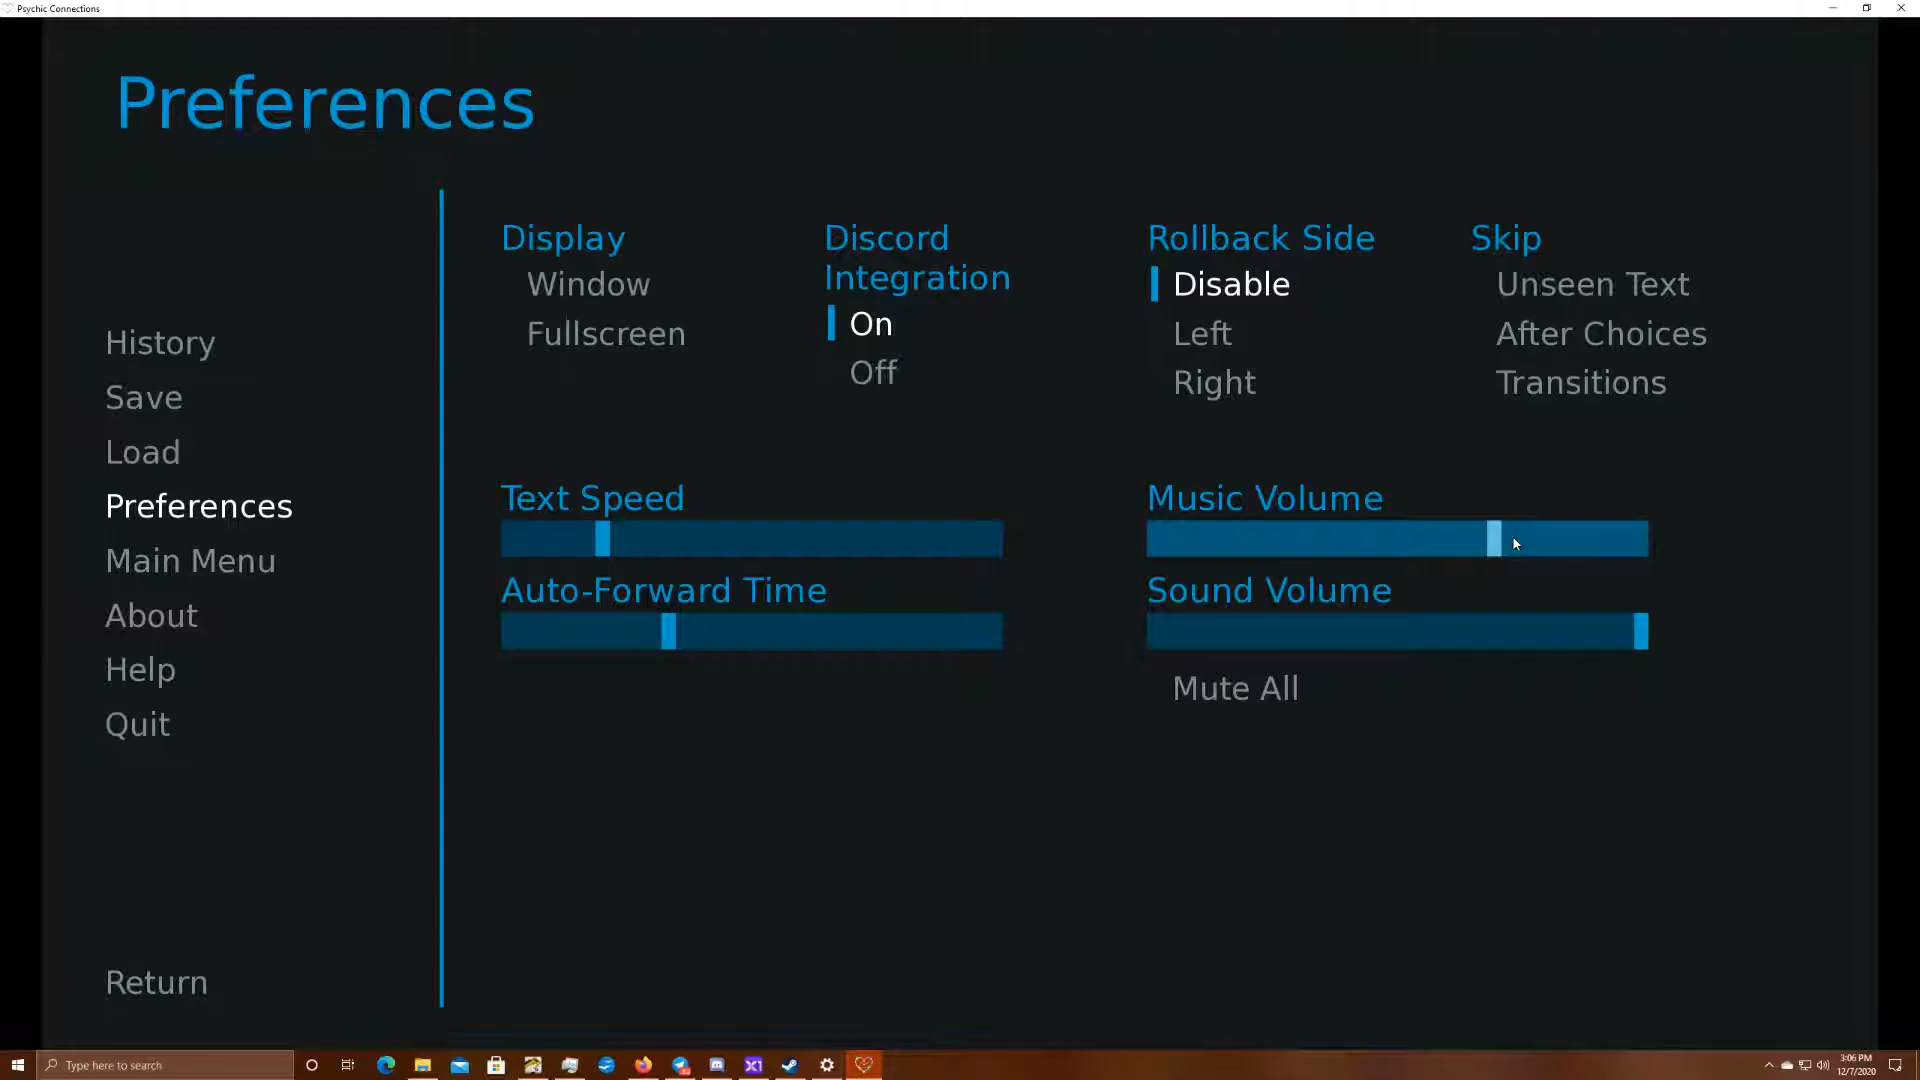 Psychic Connections
Preferences
History
Save
Load
Preferences
Main Menu
About
Help
Quit
Return
Display
Window
Fullscreen
Discord
Integration
On
Off
Rollback Side
Disable
Left
Right
Skip
Unseen Text
After Choices
Transitions
Text Speed
Auto-Forward Time
Music Volume
Sound Volume
Mute All
Type here to search
X1
3:06 PM
12/7/2020